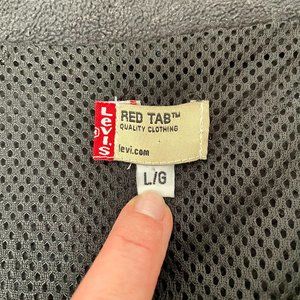 Levi's
®
RED TAB™
QUALITY CLOTHING
levi.com
L/G